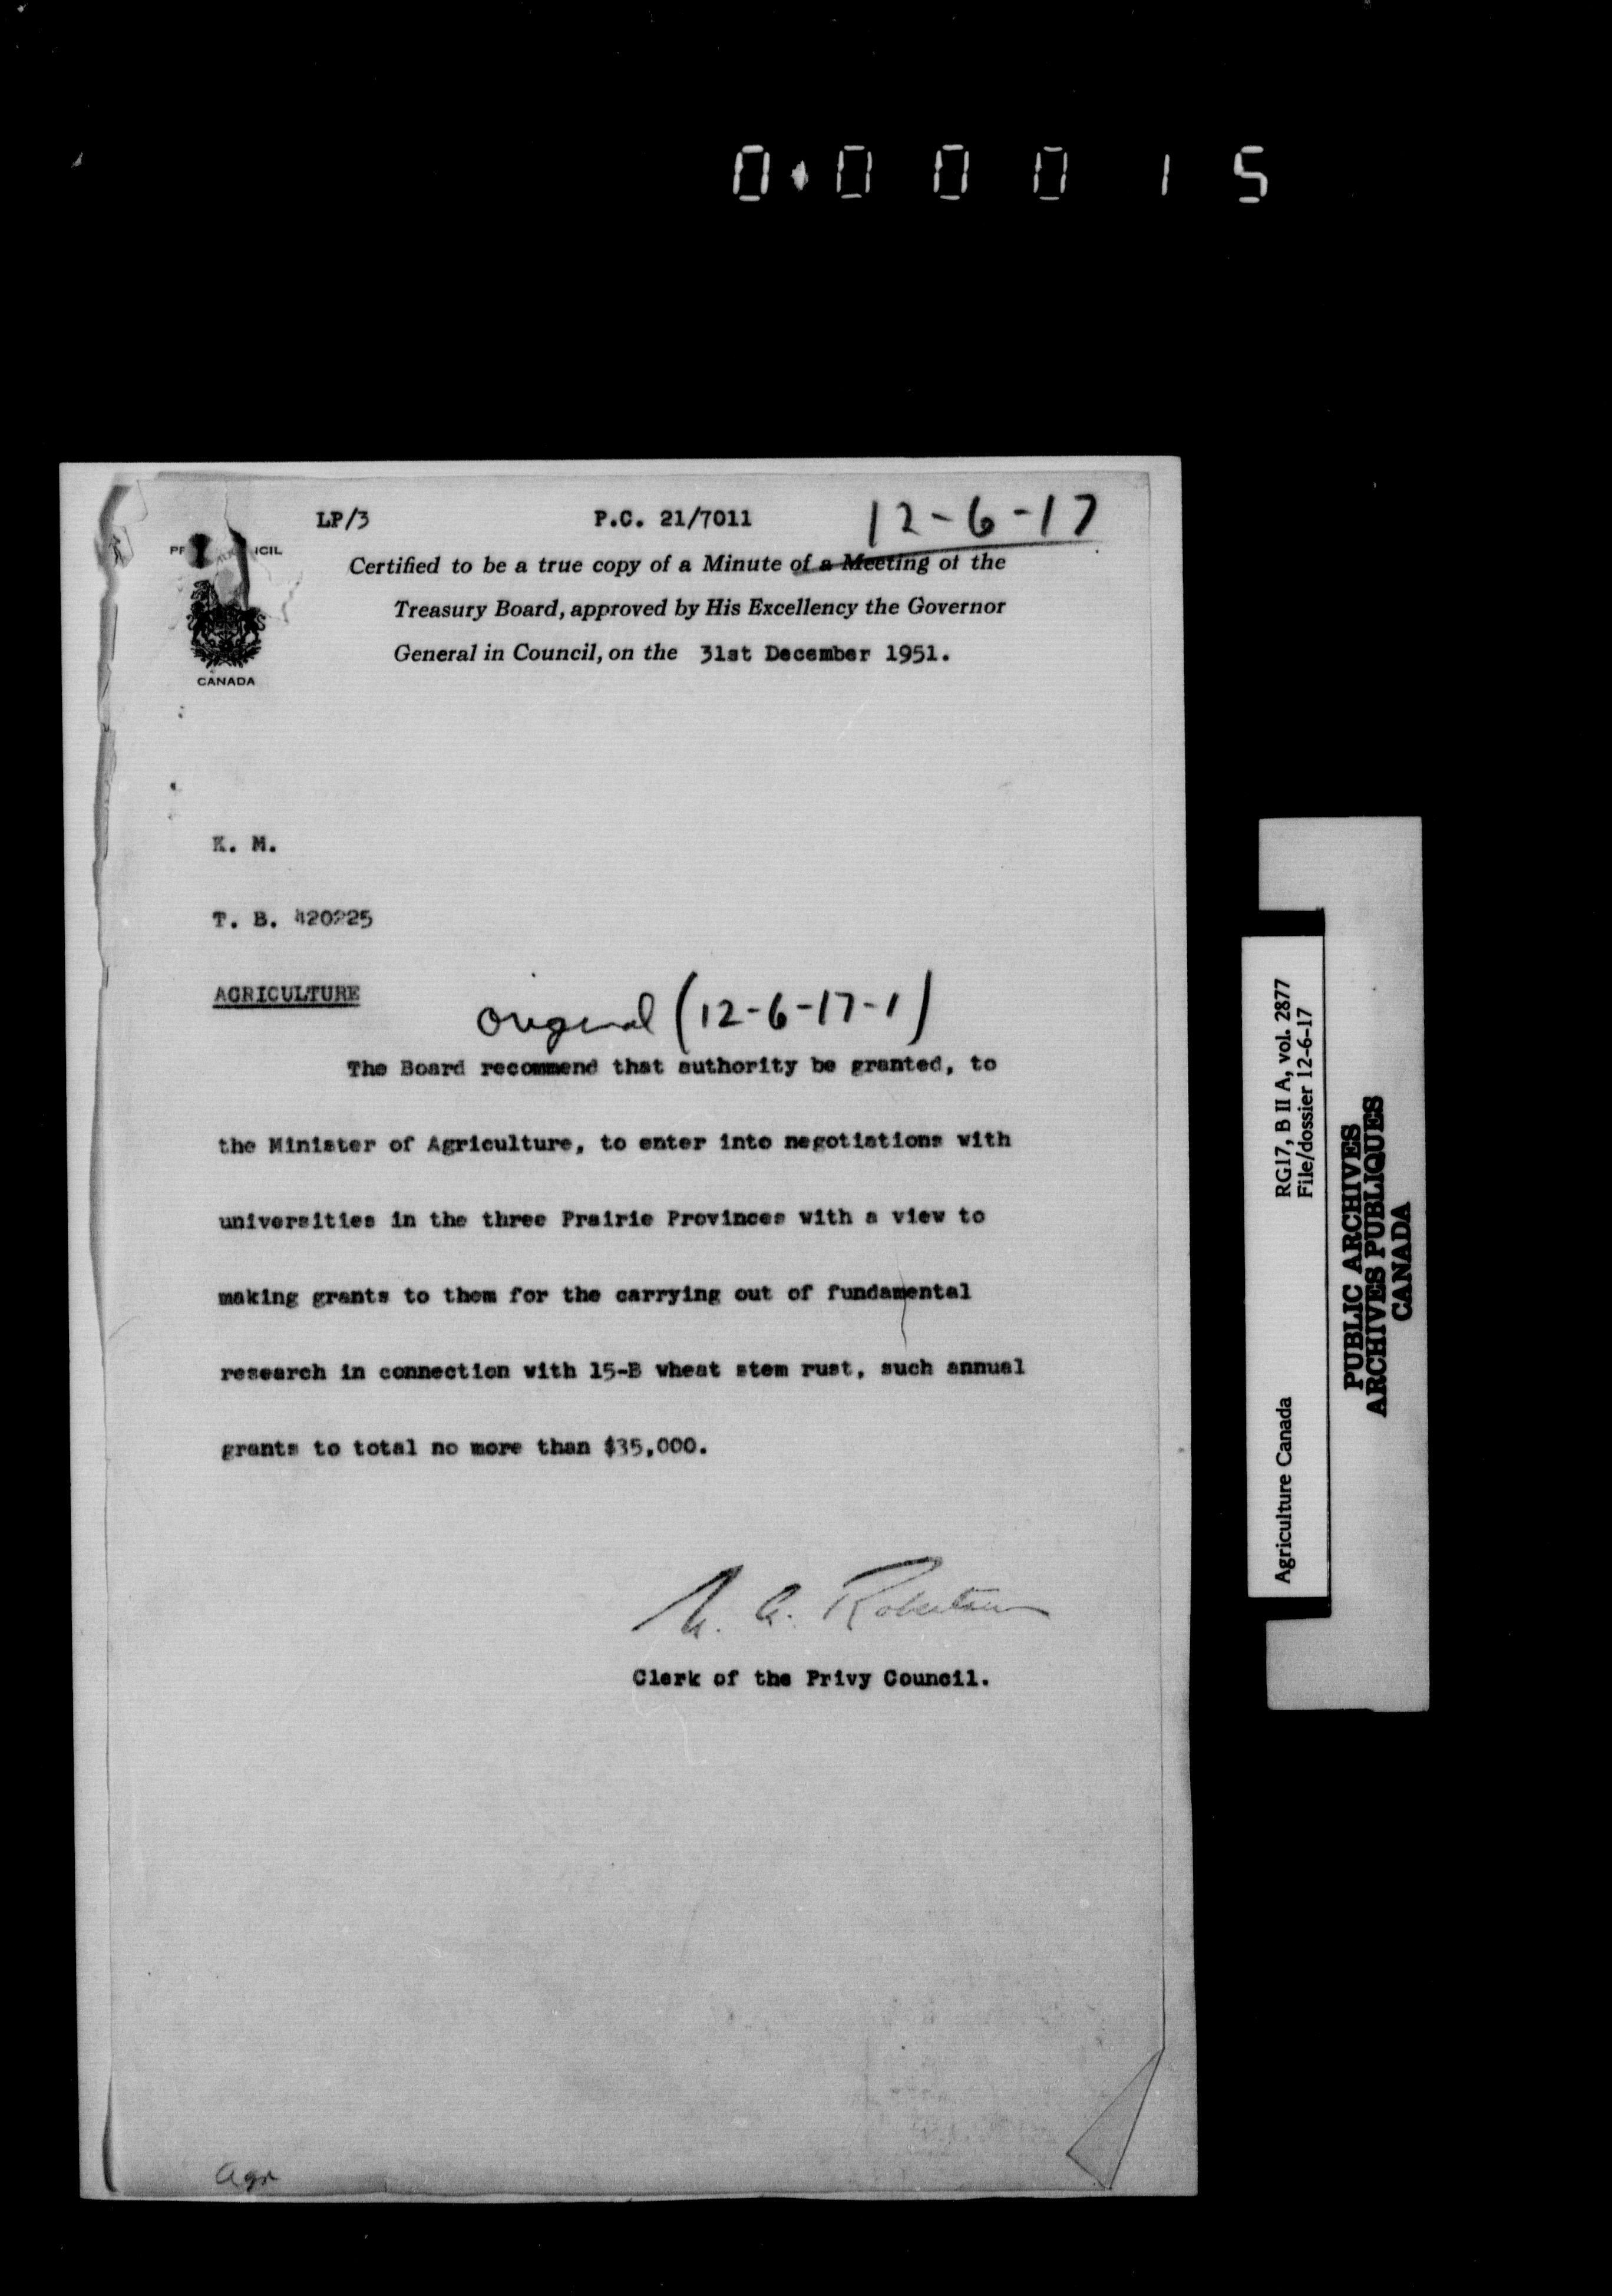 0 0 0 0 1 5
LP/3
P.C. 21/7011
12-6-17
Certified to be a true copy of a Minute of a Meeting of the
Treasury Board, approved by His Excellency the Governor
General in Council, on the 31st December 1951.
CANADA
K. M.
T. B. 420225
AGRICULTURE
Original (12-6-17-1)
The Board recommend that authority be granted, to
the Minister of Agriculture, to enter into negotiations with
universities in the three Prairie Provinces with a view to
making grants to them for the carrying out of fundamental
research in connection with 15-B wheat stem rust, such annual
grants to total no more than $35,000.
N. A. Robertson
Clerk of the Privy Council.
Agr
Agriculture Canada
RG17, B II A, vol. 2877
File/dossier 12-6-17
PUBLIC ARCHIVES
ARCHIVES PUBLIQUES
CANADA